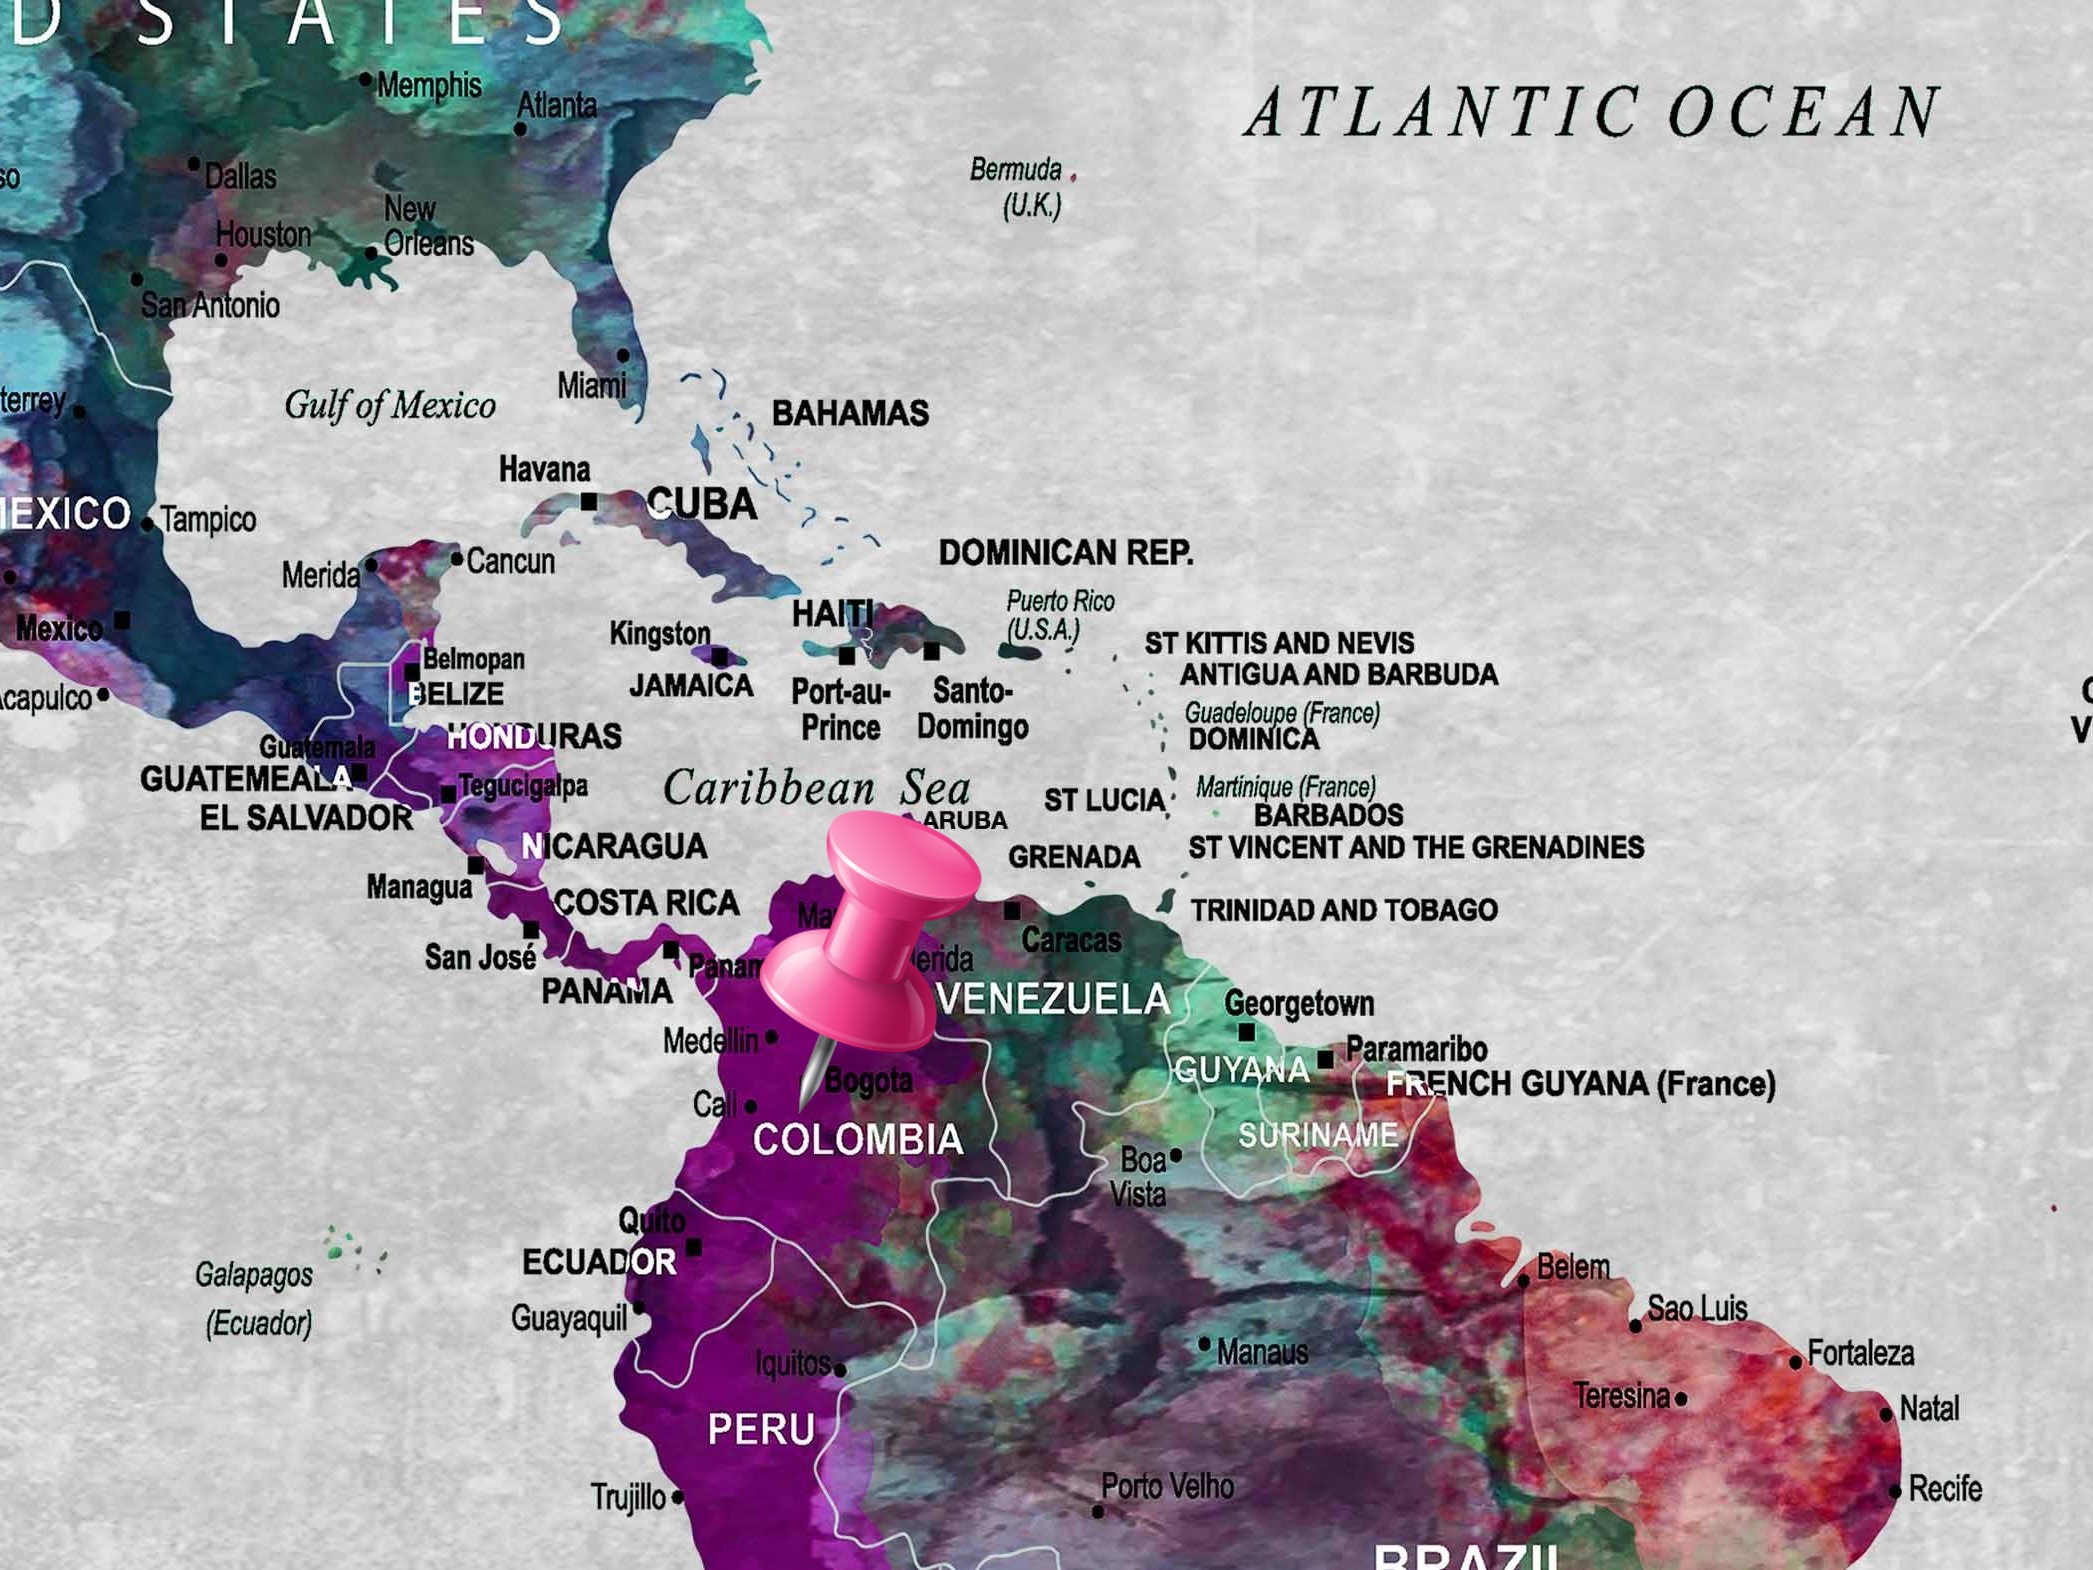 D STATES
Memphis
Atlanta
ATLANTIC OCEAN
Bermuda
(U.K.)
Dallas
New
Orleans
Houston
San Antonio
Gulf of Mexico
Miami
terrey
BAHAMAS
Havana
CUBA
MEXICO
Tampico
Merida
Cancun
DOMINICAN REP.
Puerto Rico
(U.S.A.)
HAITI
Mexico
Kingston
JAMAICA
ST KITTIS AND NEVIS
ANTIGUA AND BARBUDA
Belmopan
BELIZE
Acapulco
Port-au-
Prince
Santo-
Domingo
Guadeloupe (France)
DOMINICA
HONDURAS
Guatemala
GUATEMEALA
Tegucigalpa
EL SALVADOR
Caribbean Sea
ARUBA
ST LUCIA
Martinique (France)
BARBADOS
ST VINCENT AND THE GRENADINES
GRENADA
NICARAGUA
Managua
COSTA RICA
TRINIDAD AND TOBAGO
San José
PANAMA
Panam
Ma
erida
Caracas
VENEZUELA
Georgetown
Medellin
Paramaribo
GUYANA
FRENCH GUYANA (France)
Bogota
Cali
COLOMBIA
SURINAME
Boa
Vista
Quito
ECUADOR
Galapagos
(Ecuador)
Guayaquil
Belem
Sao Luis
Iquitos
Manaus
Fortaleza
Teresina
Natal
PERU
Trujillo
Porto Velho
Recife
BRAZIL